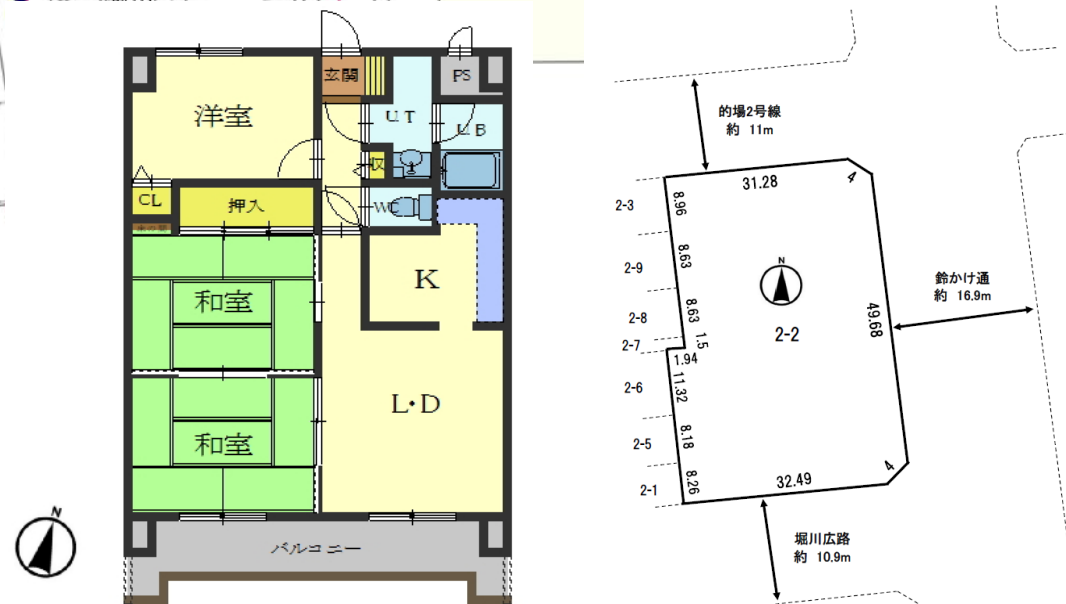 玄関
PS
洋室
UT
UB
収
CL
押入
WC
K
和室
L・D
和室
バルコニー
N
的場2号線
約 11m
31.28
4
2-3
8.96
2-9
8.63
N
鈴かけ通
約 16.9m
2-8
8.63
1.5
49.68
2-2
2-7
1.94
2-6
11.32
2-5
8.18
4
2-1
8.26
32.49
堀川広路
約 10.9m